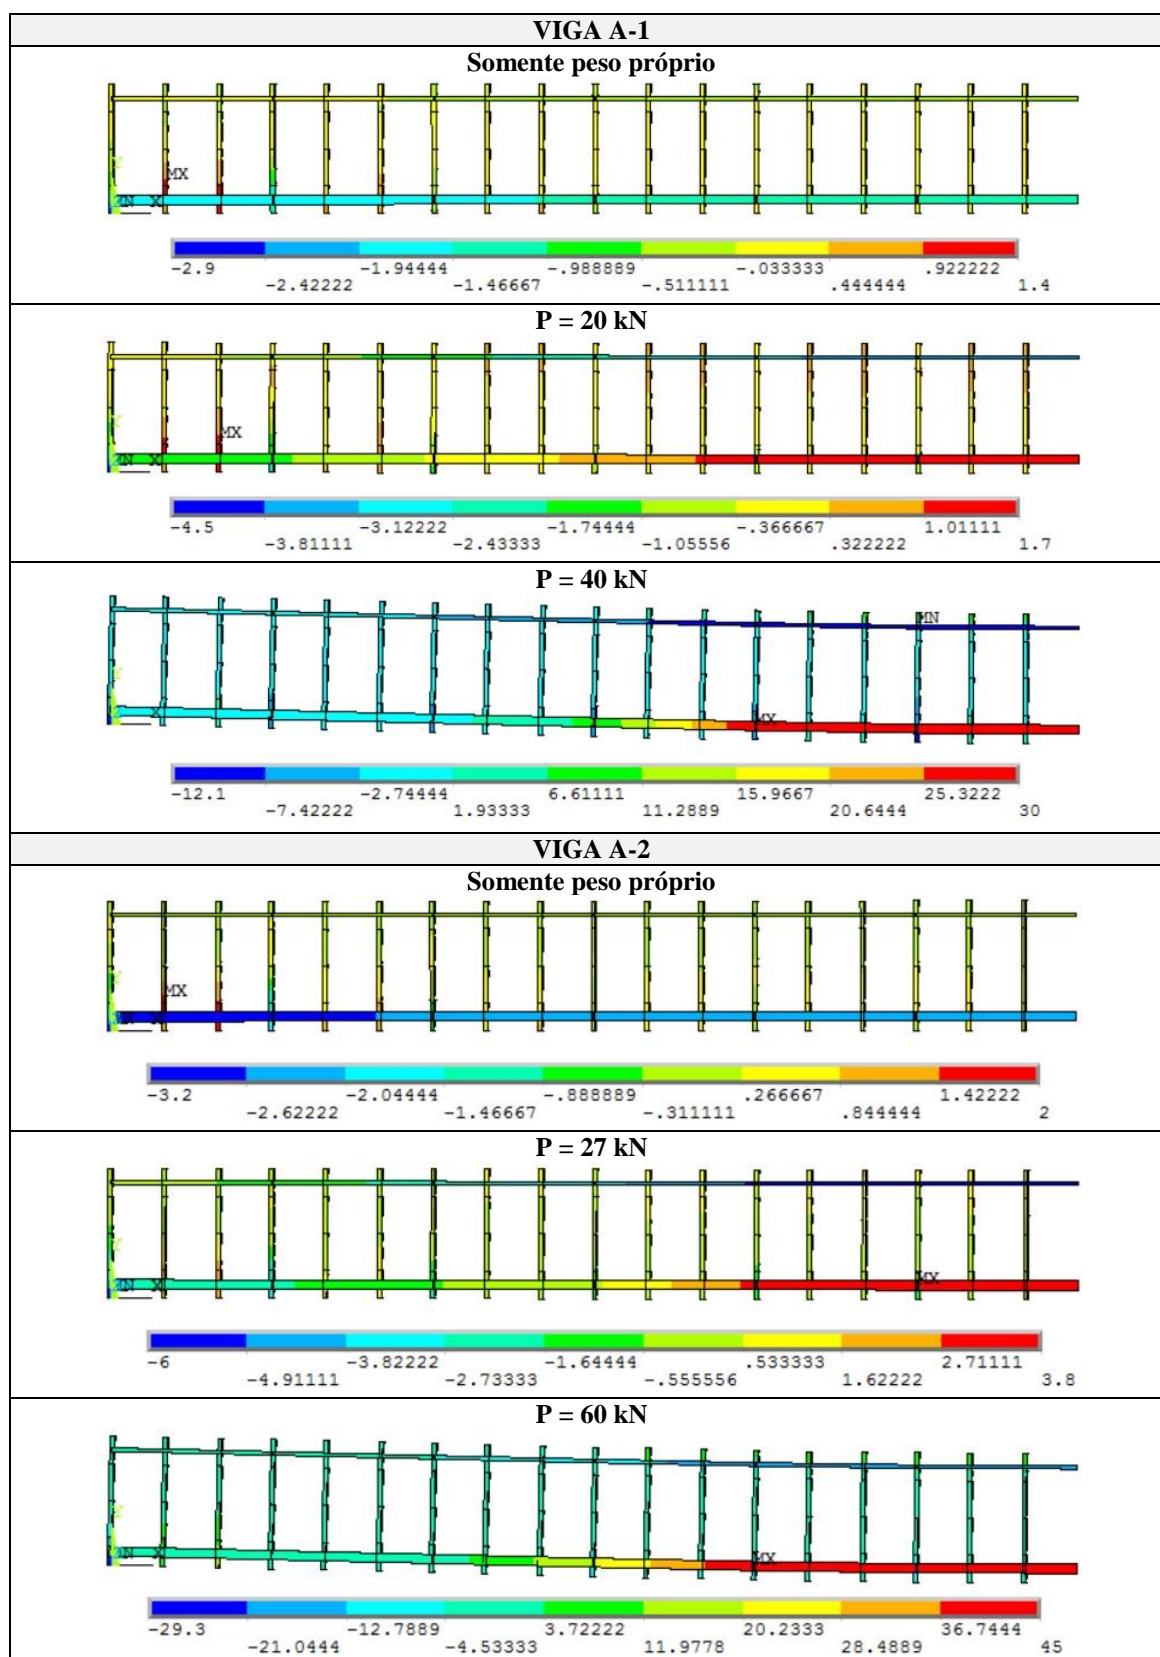 VIGA A-1
Somente peso próprio
MX
MN X
-2.9 -1.94444 -.988889 -.033333 .922222
-2.42222 -1.46667 -.511111 .444444 1.4
P = 20 kN
MX
MN X
-4.5 -3.12222 -1.74444 -.366667 1.01111
-3.81111 -2.43333 -1.05556 .322222 1.7
P = 40 kN
MN
Y
X MX
-12.1 -2.74444 6.61111 15.9667 25.3222
-7.42222 1.93333 11.2889 20.6444 30
VIGA A-2
Somente peso próprio
MX
MN X
-3.2 -2.04444 -.888889 .266667 1.42222
-2.62222 -1.46667 -.311111 .844444 2
P = 27 kN
Y
MN X MX
-6 -3.82222 -1.64444 .533333 2.71111
-4.91111 -2.73333 -.555556 1.62222 3.8
P = 60 kN
Y
MN X MX
-29.3 -12.7889 3.72222 20.2333 36.7444
-21.0444 -4.53333 11.9778 28.4889 45